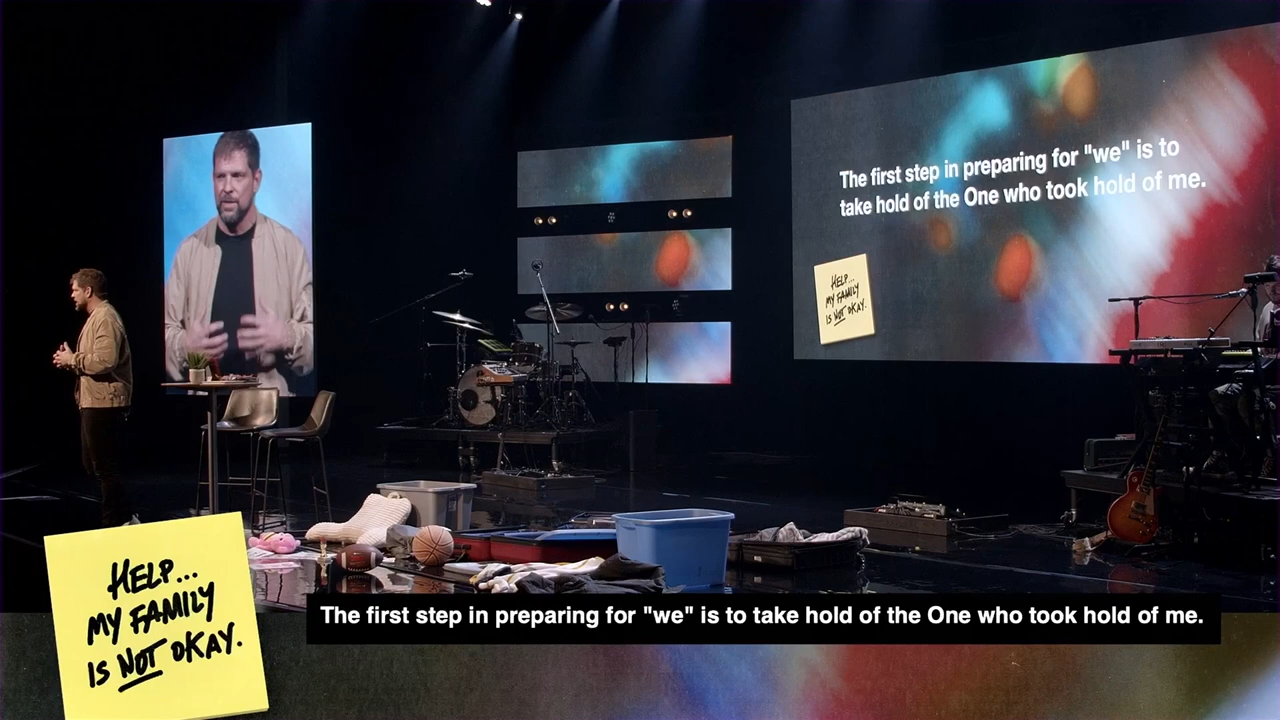 The first step in preparing for "we" is to
take hold of the One who took hold of me.
HELP...
MY FAMILY
IS NOT OKAY.
HELP...
MY FAMILY
IS NOT OKAY.
The first step in preparing for "we" is to take hold of the One who took hold of me.